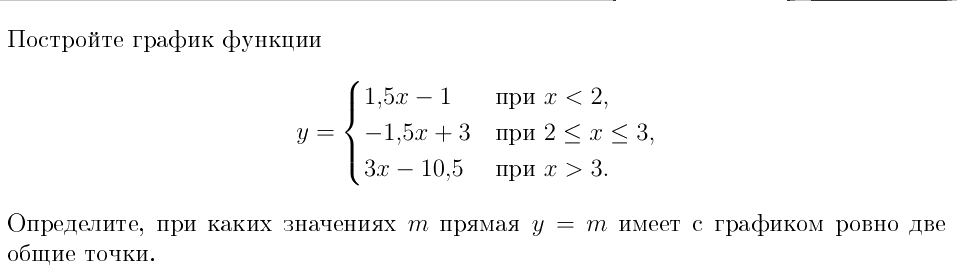 Постройте график функции
y = { 1,5x − 1 при x < 2,
−1,5x + 3 при 2 ≤ x ≤ 3,
3x − 10,5 при x > 3.
Определите, при каких значениях m прямая y = m имеет с графиком ровно две
общие точки.